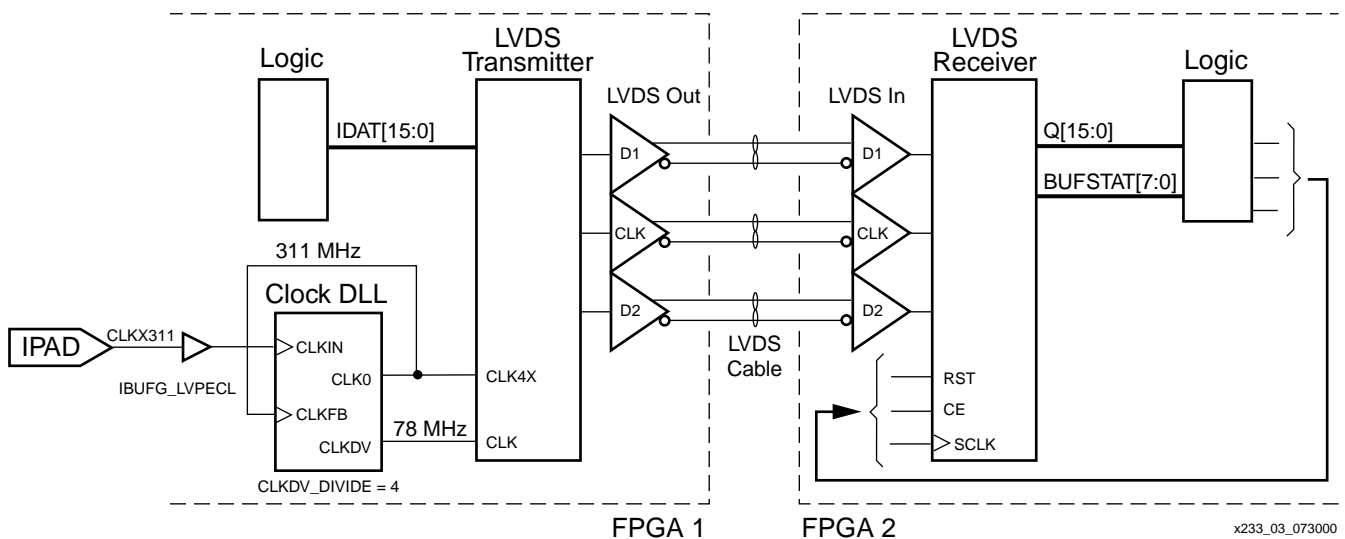 LVDS
Transmitter
Logic
IDAT[15:0]
LVDS Out
D1
CLK
D2
311 MHz
Clock DLL
IPAD
CLKX311
IBUFG_LVPECL
CLKIN
CLK0
CLKFB
CLKDV
CLKDV_DIVIDE = 4
78 MHz
CLK4X
CLK
FPGA 1
LVDS
Cable
LVDS In
D1
CLK
D2
LVDS
Receiver
Logic
Q[15:0]
BUFSTAT[7:0]
RST
CE
SCLK
FPGA 2
x233_03_073000